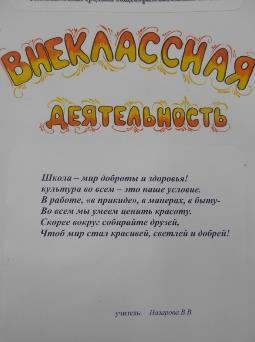 ВНЕКЛАССНАЯ
ДЕЯТЕЛЬНОСТЬ
Школа – мир доброты и здоровья!
культура во всем – это наше условие.
В работе, «в прикиде», в манерах, в быту-
Во всем мы умеем ценить красоту.
Скорее вокруг собирайте друзей,
Чтоб мир стал красивей, светлей и добрей!
учитель: Назарова В.В.